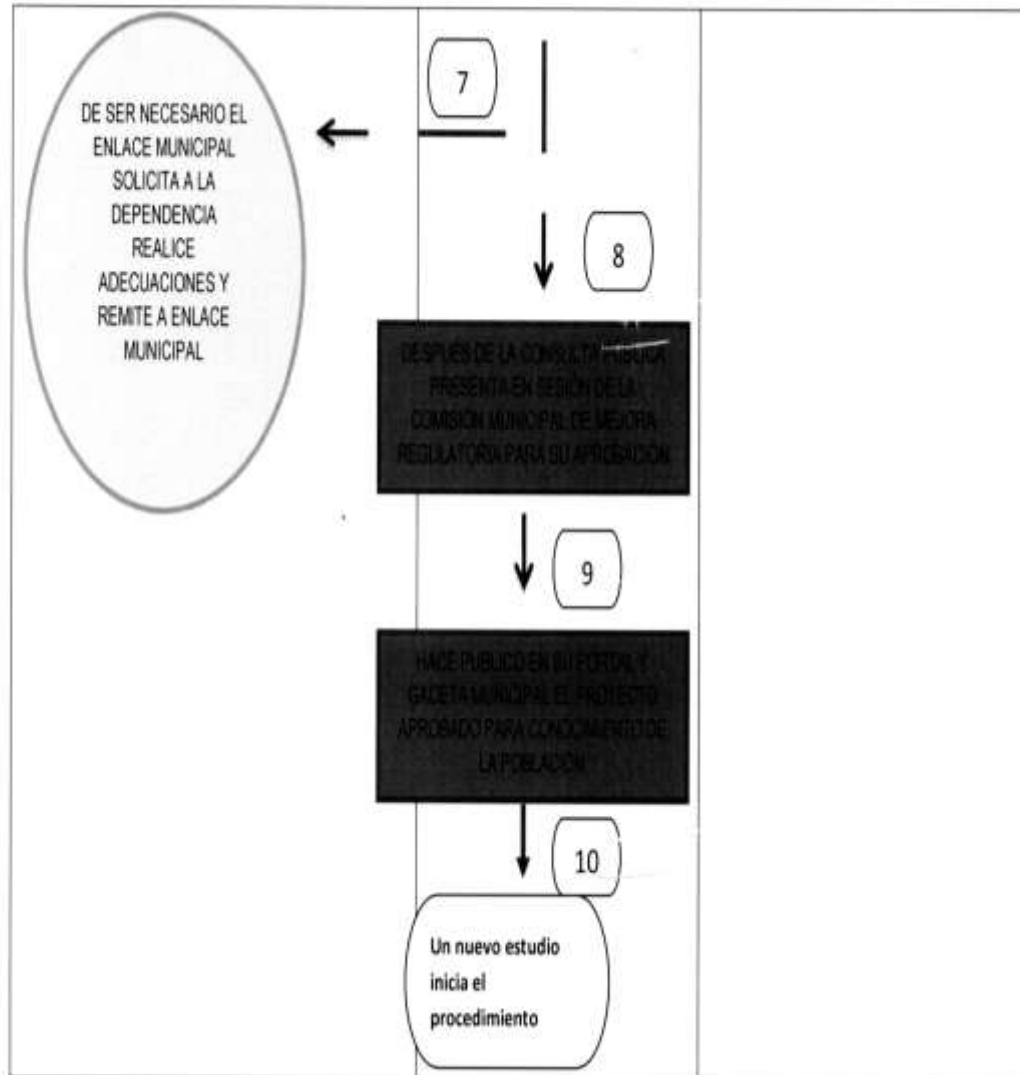 7
DE SER NECESARIO EL
ENLACE MUNICIPAL
SOLICITA A LA
DEPENDENCIA
REALICE
ADECUACIONES Y
REMITE A ENLACE
MUNICIPAL
8
DESPUÉS DE LA CONSULTA PÚBLICA
PRESENTA EN SESIÓN DE LA
COMISIÓN MUNICIPAL DE MEJORA
REGULATORIA PARA SU APROBACIÓN
9
HACE PUBLICO EN SU PORTAL Y
GACETA MUNICIPAL EL PROYECTO
APROBADO PARA CONOCIMIENTO DE
LA POBLACIÓN
10
Un nuevo estudio
inicia el
procedimiento